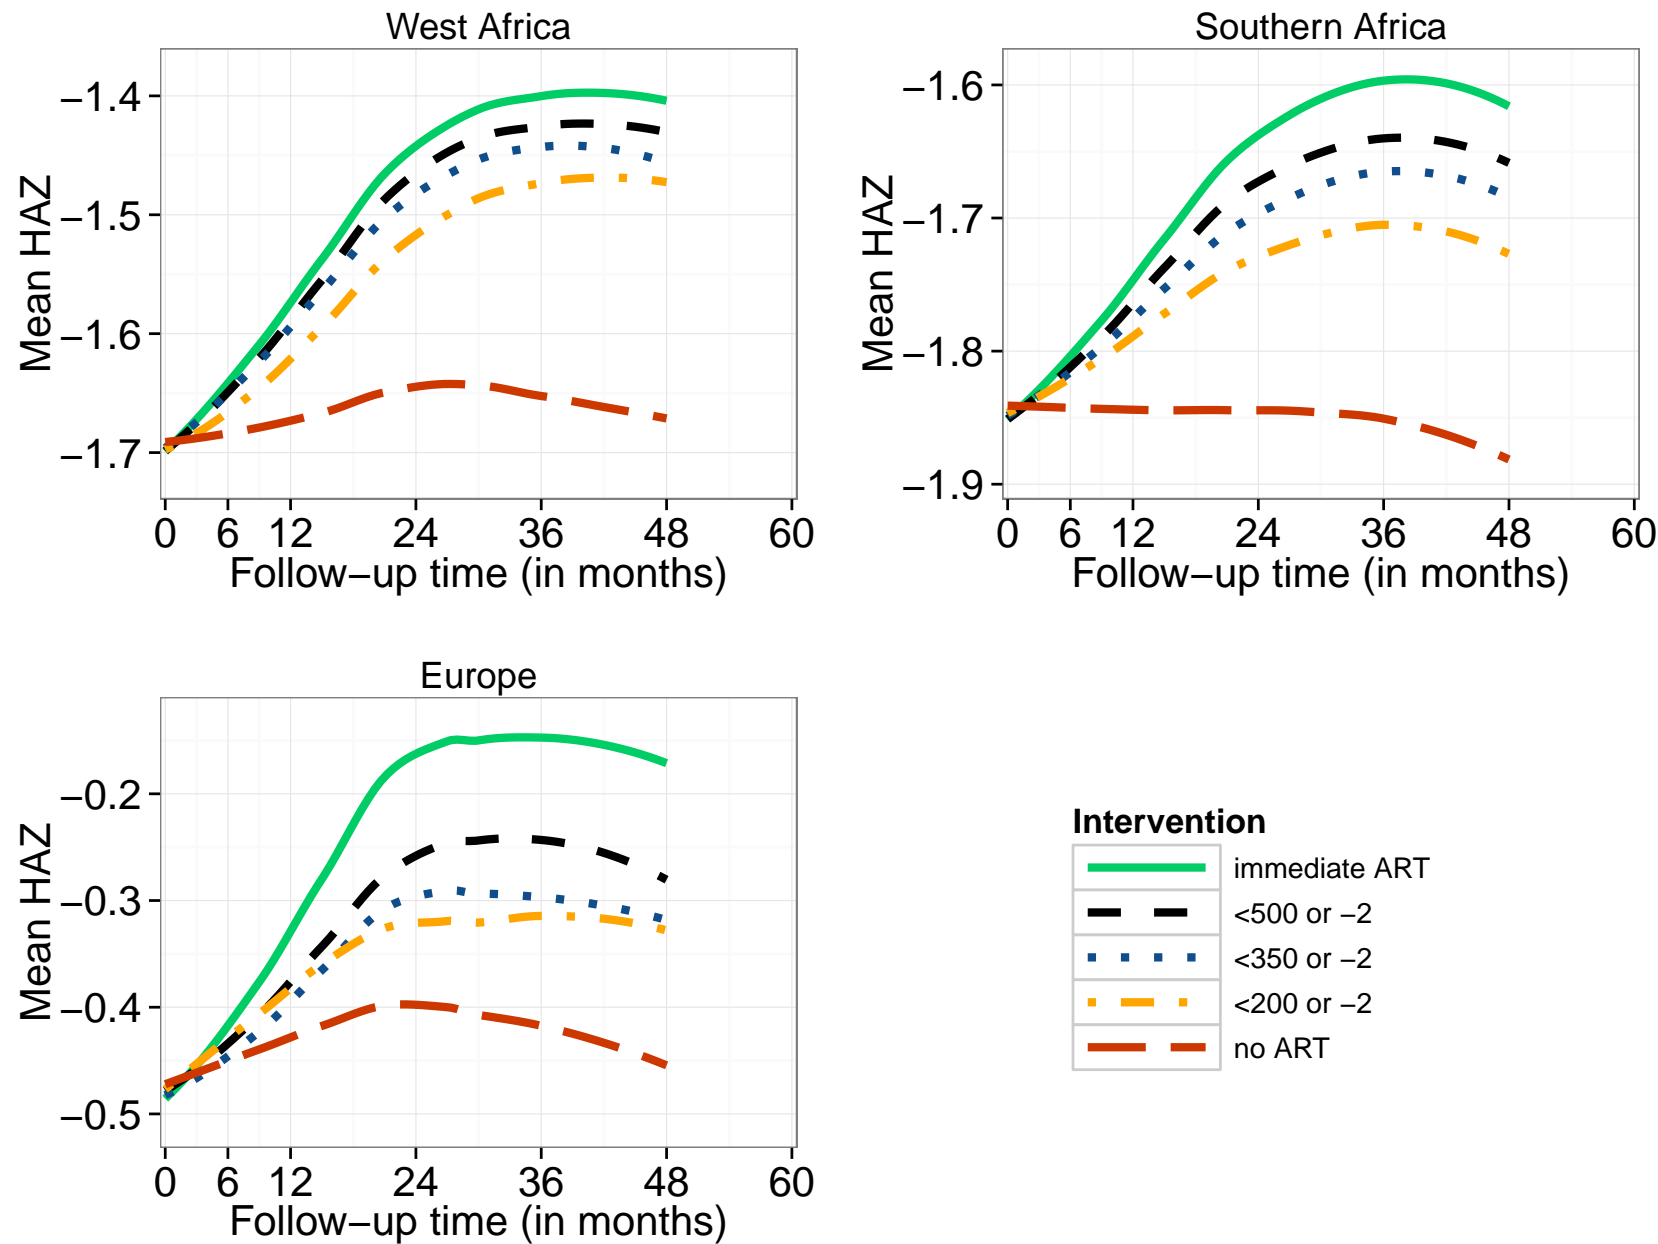 West Africa
Mean HAZ
−1.4
−1.5
−1.6
−1.7
0 6 12 24 36 48 60
Follow−up time (in months)
Southern Africa
Mean HAZ
−1.6
−1.7
−1.8
−1.9
0 6 12 24 36 48 60
Follow−up time (in months)
Europe
Mean HAZ
−0.2
−0.3
−0.4
−0.5
0 6 12 24 36 48 60
Follow−up time (in months)
Intervention
immediate ART
<500 or −2
<350 or −2
<200 or −2
no ART